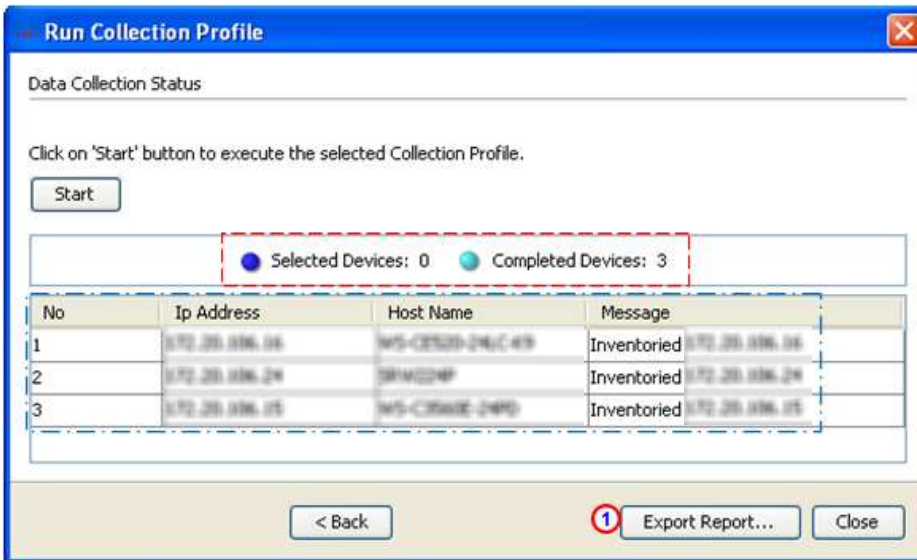 Run Collection Profile
Data Collection Status
Click on 'Start' button to execute the selected Collection Profile.
Start
Selected Devices: 0 Completed Devices: 3
No Ip Address Host Name Message
1 Inventoried
2 Inventoried
3 Inventoried
< Back 1 Export Report... Close